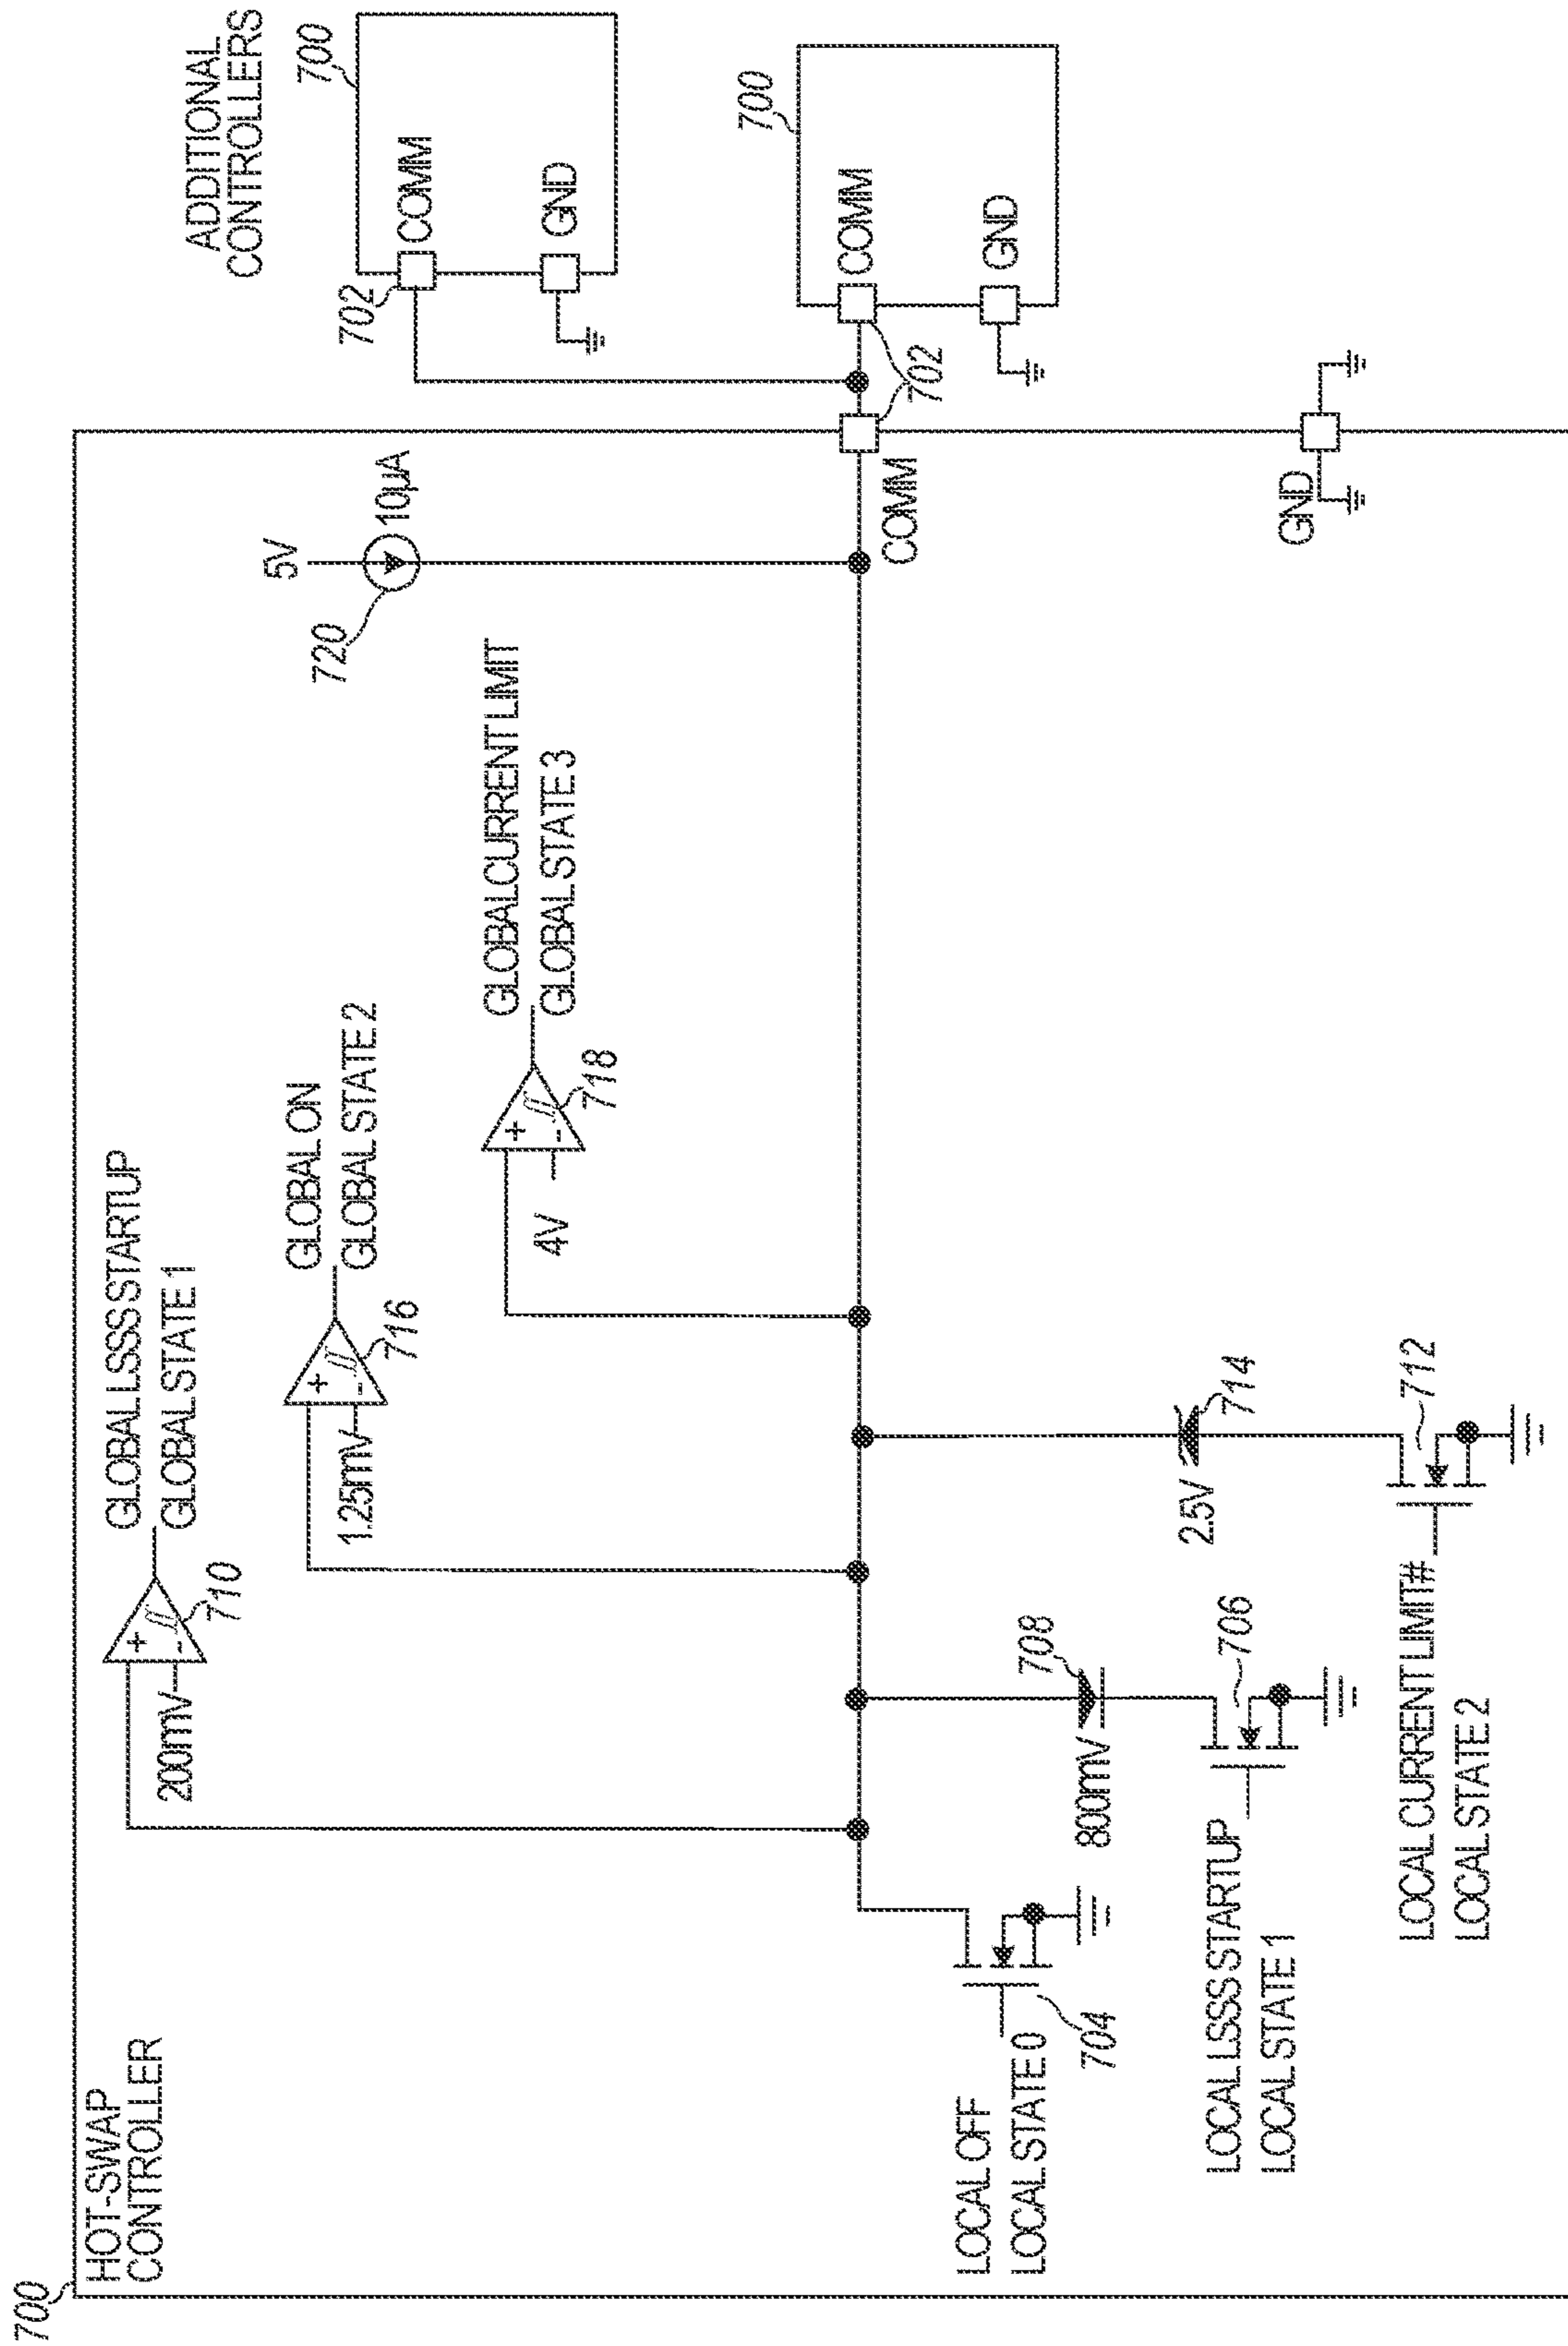 700
HOT-SWAP
CONTROLLER
GLOBAL LSSS STARTUP
GLOBAL STATE 1
200mV
+
-
710
GLOBAL ON
GLOBAL STATE 2
1.25mV
+
-
716
GLOBAL CURRENT LIMIT
GLOBAL STATE 3
4V
+
-
718
5V
10µA
720
COMM
702
GND
LOCAL OFF
LOCAL STATE 0
704
800mV
708
LOCAL LSSS STARTUP
LOCAL STATE 1
706
2.5V
714
LOCAL CURRENT LIMIT#
LOCAL STATE 2
712
ADDITIONAL
CONTROLLERS
700
702
COMM
GND
700
COMM
GND